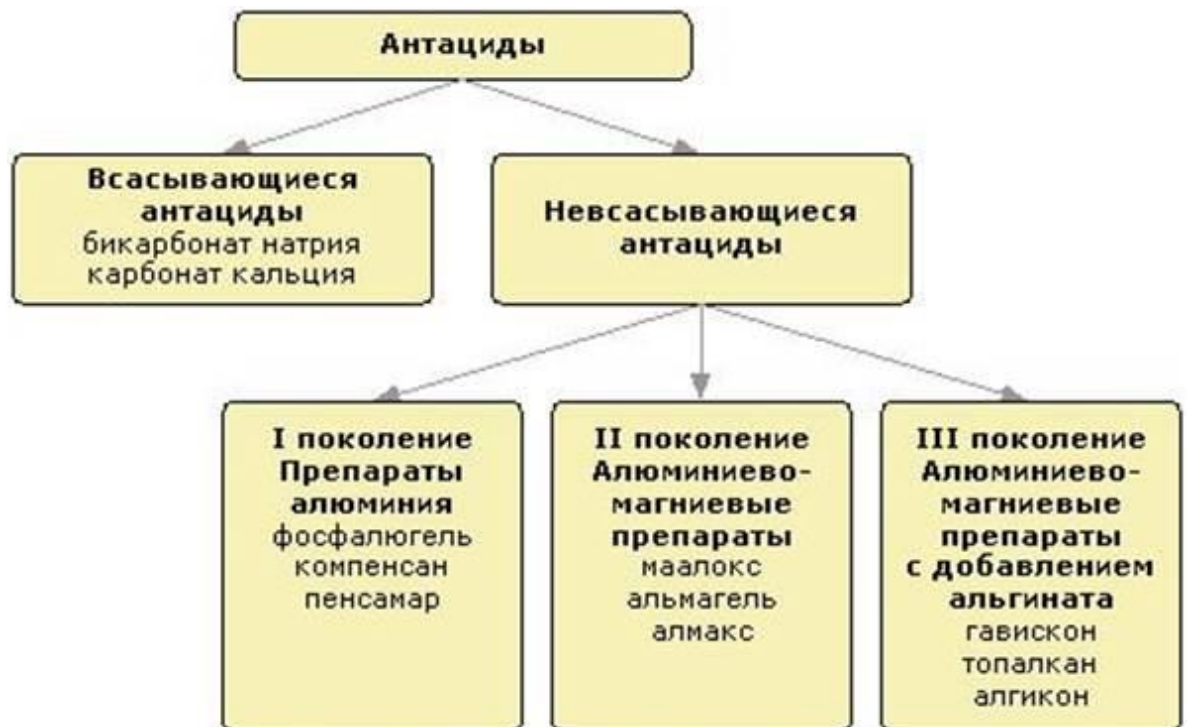 Антациды
Всасывающиеся
антациды
бикарбонат натрия
карбонат кальция
Невсасывающиеся
антациды
I поколение
Препараты
алюминия
фосфалюгель
компенсан
пенсамар
II поколение
Алюминиево-
магниевые
препараты
маалокс
альмагель
алмакс
III поколение
Алюминиево-
магниевые
препараты
с добавлением
альгината
гавискон
топалкан
алгикон